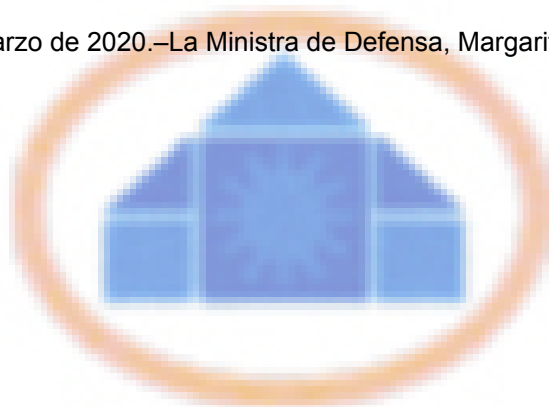 arzo de 2020.–La Ministra de Defensa, Margarit